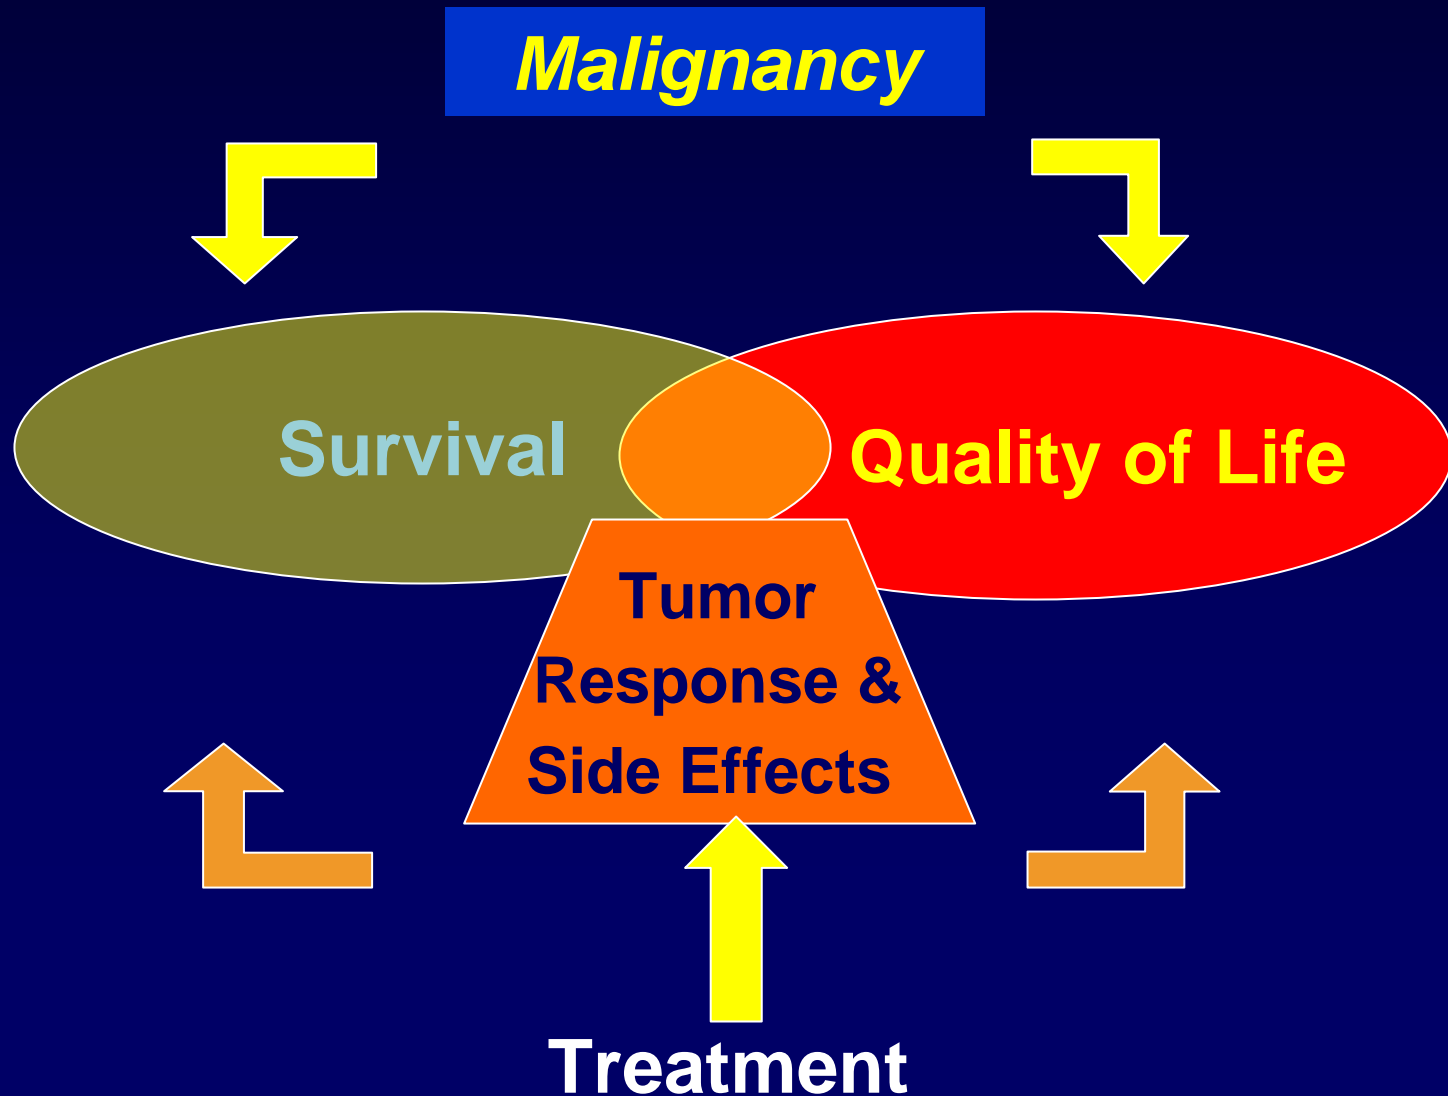 Malignancy
Survival
Quality of Life
Tumor
Response &
Side Effects
Treatment